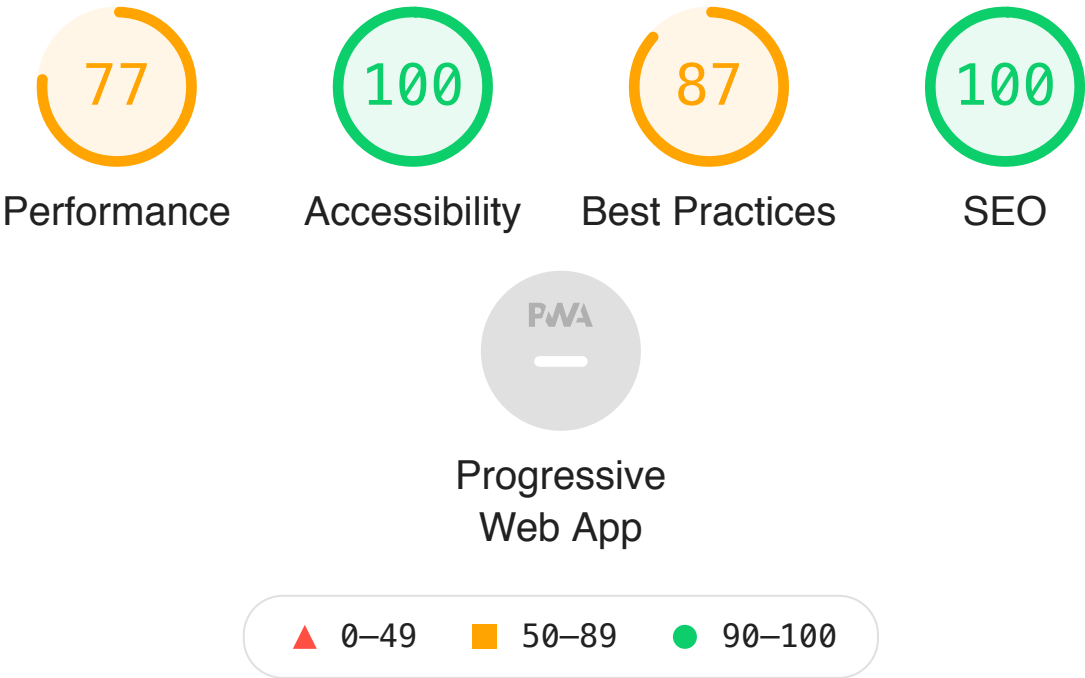 77 100 87 100
Performance Accessibility Best Practices SEO
PWA
Progressive
Web App
0–49 50–89 90–100